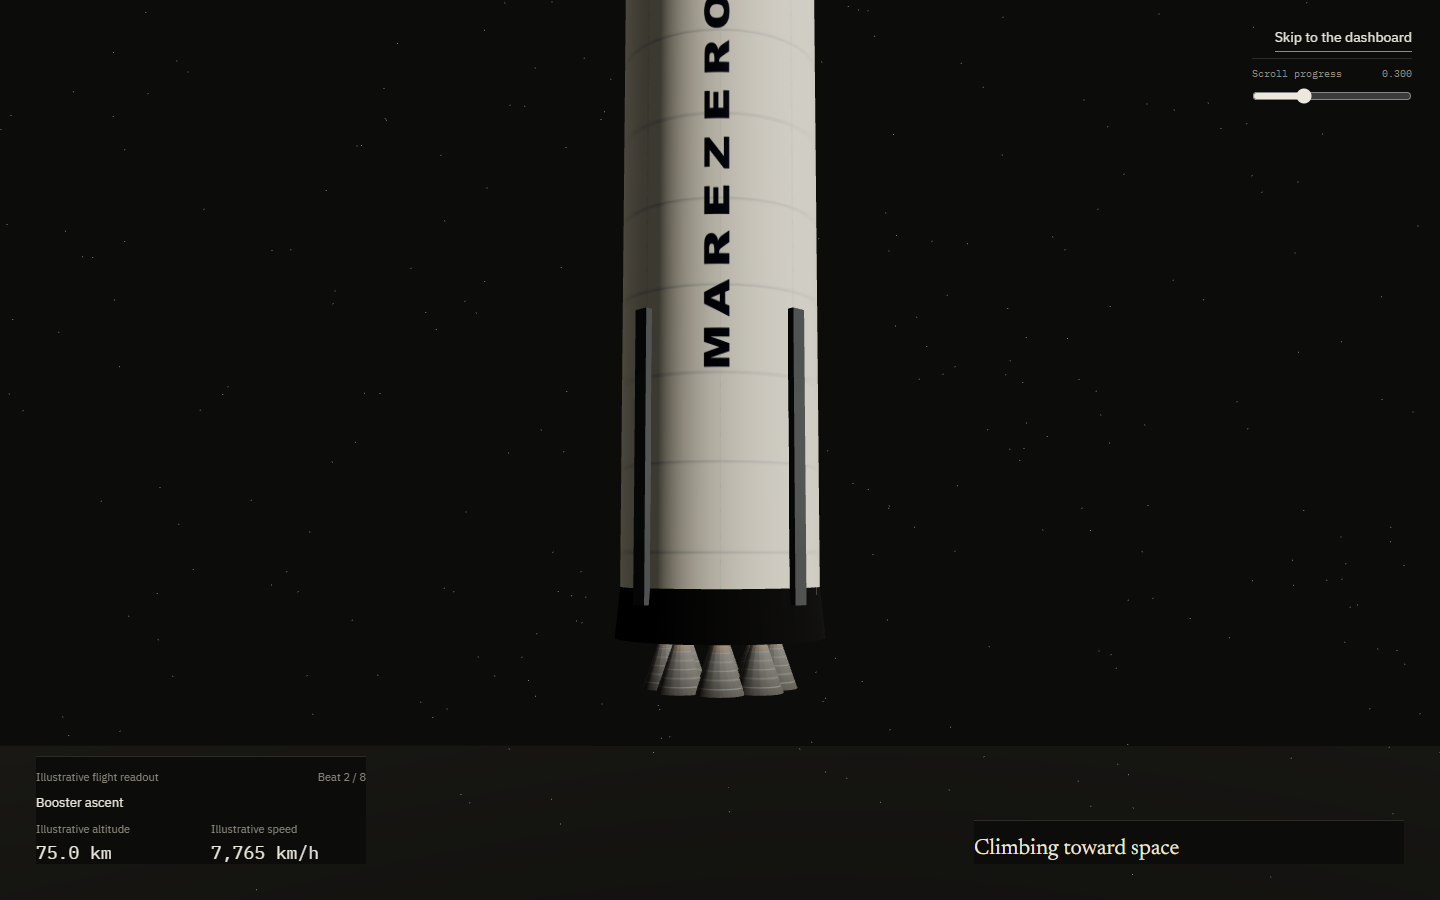 MAREZERO
Skip to the dashboard
Scroll progress 0.300
Illustrative flight readout Beat 2 / 8
Booster ascent
Illustrative altitude Illustrative speed
75.0 km 7,765 km/h
Climbing toward space